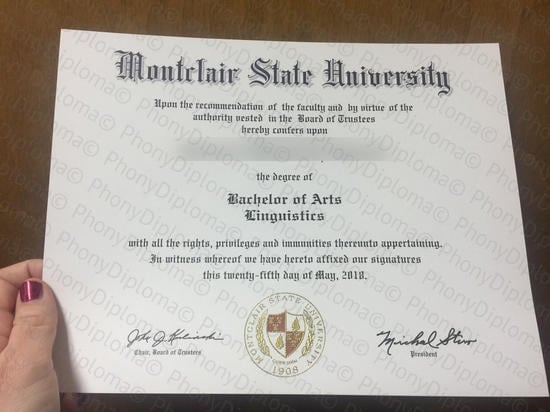 Montclair State University
Upon the recommendation of the faculty and by virtue of the
authority vested in the Board of Trustees
hereby confers upon
the degree of
Bachelor of Arts
Linguistics
with all the rights, privileges and immunities thereunto appertaining.
In witness whereof we have hereto affixed our signatures
this twenty-fifth day of May, 2018.
MONTCLAIR STATE UNIVERSITY
1908
Chair, Board of Trustees
President
PhonyDiploma©